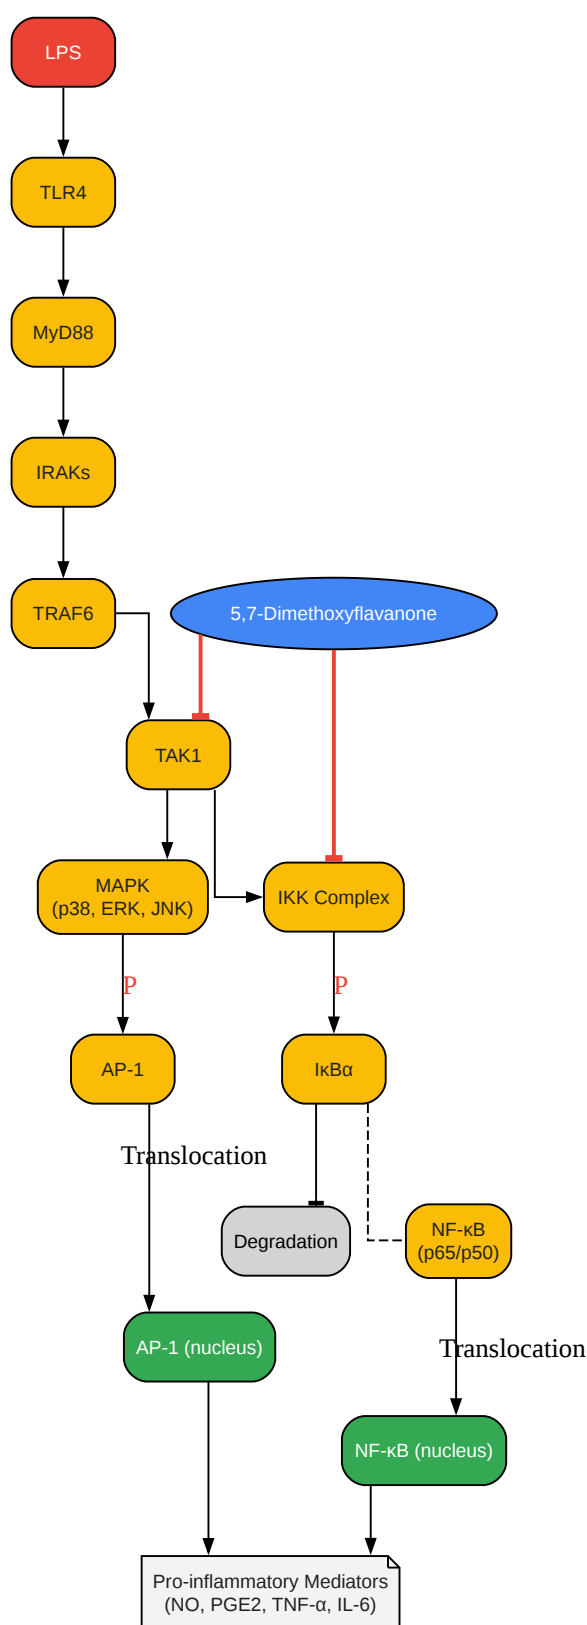 LPS
TLR4
MyD88
IRAKs
TRAF6
5,7-Dimethoxyflavanone
TAK1
MAPK
(p38, ERK, JNK)
IKK Complex
P
P
AP-1
IκBα
Translocation
Degradation
NF-κB
(p65/p50)
AP-1 (nucleus)
Translocation
NF-κB (nucleus)
Pro-inflammatory Mediators
(NO, PGE2, TNF-α, IL-6)